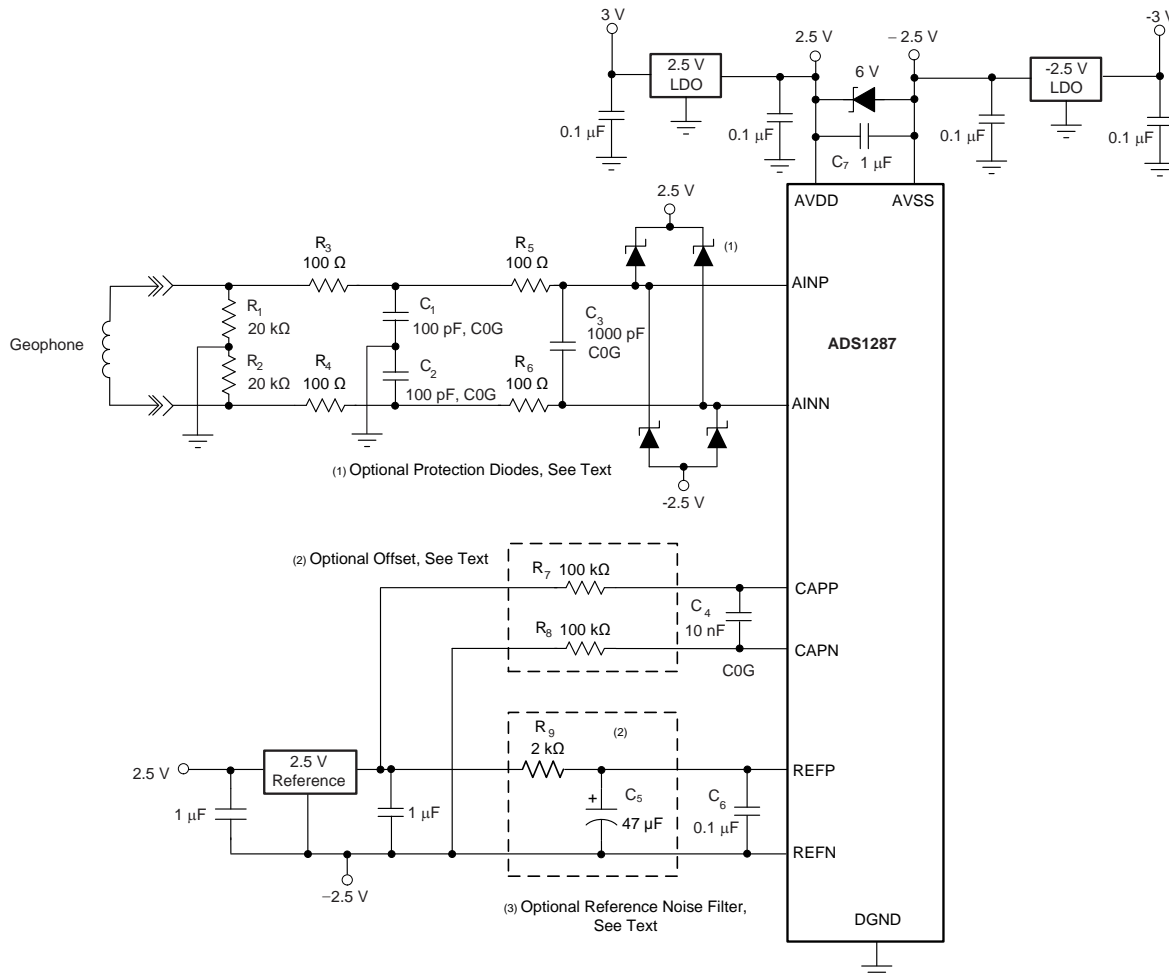 3 V
2.5 V
LDO
0.1 µF
0.1 µF
2.5 V
− 2.5 V
6 V
C7 1 µF
0.1 µF
-2.5 V
LDO
-3 V
0.1 µF
AVDD
AVSS
2.5 V
(1)
R3
100 Ω
R5
100 Ω
AINP
R1
20 kΩ
C1
100 pF, C0G
C3
1000 pF
C0G
Geophone
ADS1287
R2
20 kΩ
R4
100 Ω
C2
100 pF, C0G
R6
100 Ω
AINN
(1) Optional Protection Diodes, See Text
-2.5 V
(2) Optional Offset, See Text
R7 100 kΩ
CAPP
C4
10 nF
R8 100 kΩ
CAPN
C0G
R9
2 kΩ
(2)
2.5 V
2.5 V
Reference
REFP
1 µF
1 µF
+
C5
47 µF
C6
0.1 µF
REFN
−2.5 V
(3) Optional Reference Noise Filter,
See Text
DGND